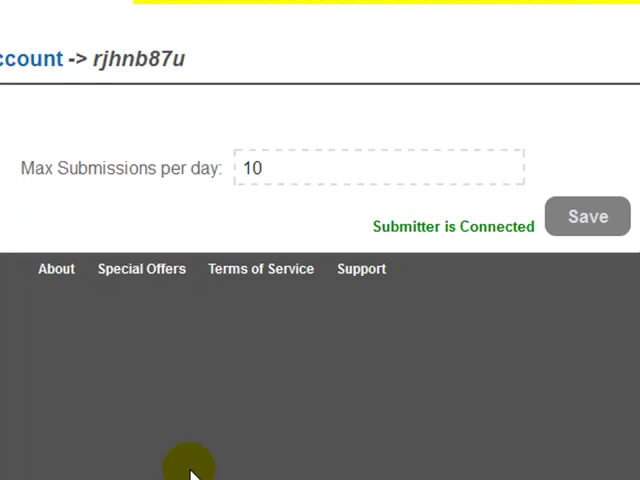 ccount -> rjhnb87u
Max Submissions per day: 10
Submitter is Connected Save
About Special Offers Terms of Service Support